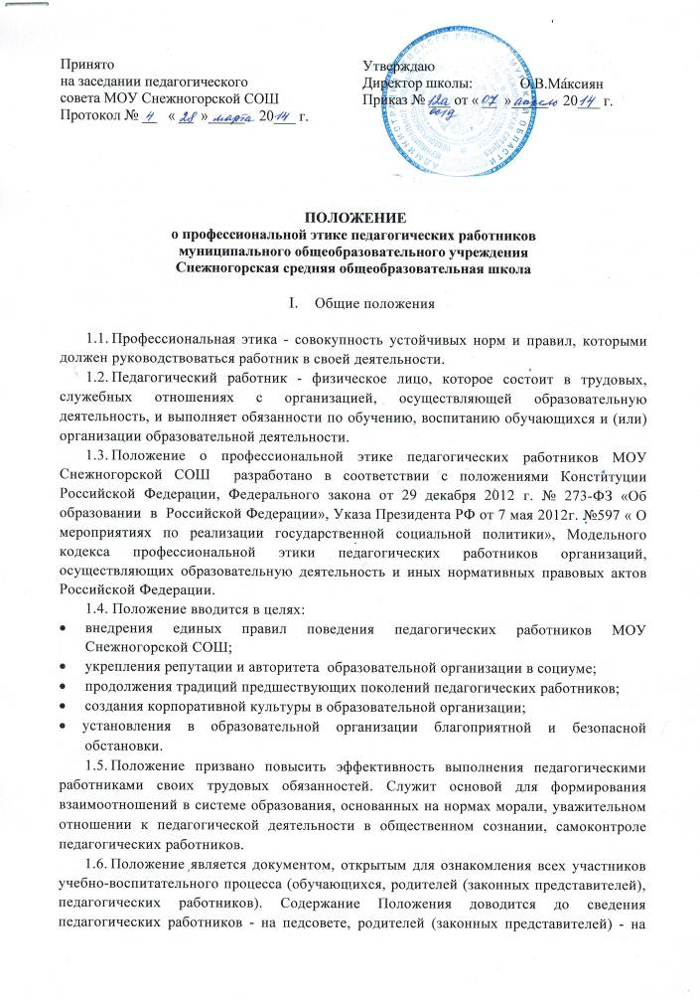 Принято
на заседании педагогического
совета МОУ Снежногорской СОШ
Протокол № 4 « 28 » марта 2014 г.
Утверждаю
Директор школы: О.В.Максиян
Приказ № 12а от « 07 » апреля 2014 г.
ПОЛОЖЕНИЕ
о профессиональной этике педагогических работников
муниципального общеобразовательного учреждения
Снежногорская средняя общеобразовательная школа
I. Общие положения
1.1. Профессиональная этика - совокупность устойчивых норм и правил, которыми
должен руководствоваться работник в своей деятельности.
1.2. Педагогический работник - физическое лицо, которое состоит в трудовых,
служебных отношениях с организацией, осуществляющей образовательную
деятельность, и выполняет обязанности по обучению, воспитанию обучающихся и (или)
организации образовательной деятельности.
1.3. Положение о профессиональной этике педагогических работников МОУ
Снежногорской СОШ разработано в соответствии с положениями Конституции
Российской Федерации, Федерального закона от 29 декабря 2012 г. № 273-ФЗ «Об
образовании в Российской Федерации», Указа Президента РФ от 7 мая 2012г. №597 « О
мероприятиях по реализации государственной социальной политики», Модельного
кодекса профессиональной этики педагогических работников организаций,
осуществляющих образовательную деятельность и иных нормативных правовых актов
Российской Федерации.
1.4. Положение вводится в целях:
• внедрения единых правил поведения педагогических работников МОУ
Снежногорской СОШ;
• укрепления репутации и авторитета образовательной организации в социуме;
• продолжения традиций предшествующих поколений педагогических работников;
• создания корпоративной культуры в образовательной организации;
• установления в образовательной организации благоприятной и безопасной
обстановки.
1.5. Положение призвано повысить эффективность выполнения педагогическими
работниками своих трудовых обязанностей. Служит основой для формирования
взаимоотношений в системе образования, основанных на нормах морали, уважительном
отношении к педагогической деятельности в общественном сознании, самоконтроле
педагогических работников.
1.6. Положение является документом, открытым для ознакомления всех участников
учебно-воспитательного процесса (обучающихся, родителей (законных представителей),
педагогических работников). Содержание Положения доводится до сведения
педагогических работников - на педсовете, родителей (законных представителей) - на